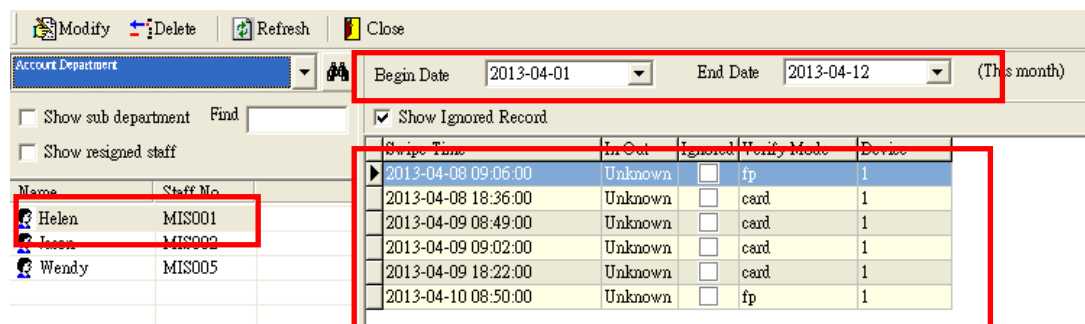 Modify Delete Refresh Close
Account Department
Begin Date 2013-04-01 End Date 2013-04-12 (This month)
Show sub department Find
Show Ignored Record
Show resigned staff
Swipe Time In Out Ignored Verify Mode Device
2013-04-08 09:06:00 Unknown fp 1
Name Staff No
2013-04-08 18:36:00 Unknown card 1
Helen MIS001
2013-04-09 08:49:00 Unknown card 1
Jason MIS002
2013-04-09 09:02:00 Unknown card 1
Wendy MIS005
2013-04-09 18:22:00 Unknown card 1
2013-04-10 08:50:00 Unknown fp 1